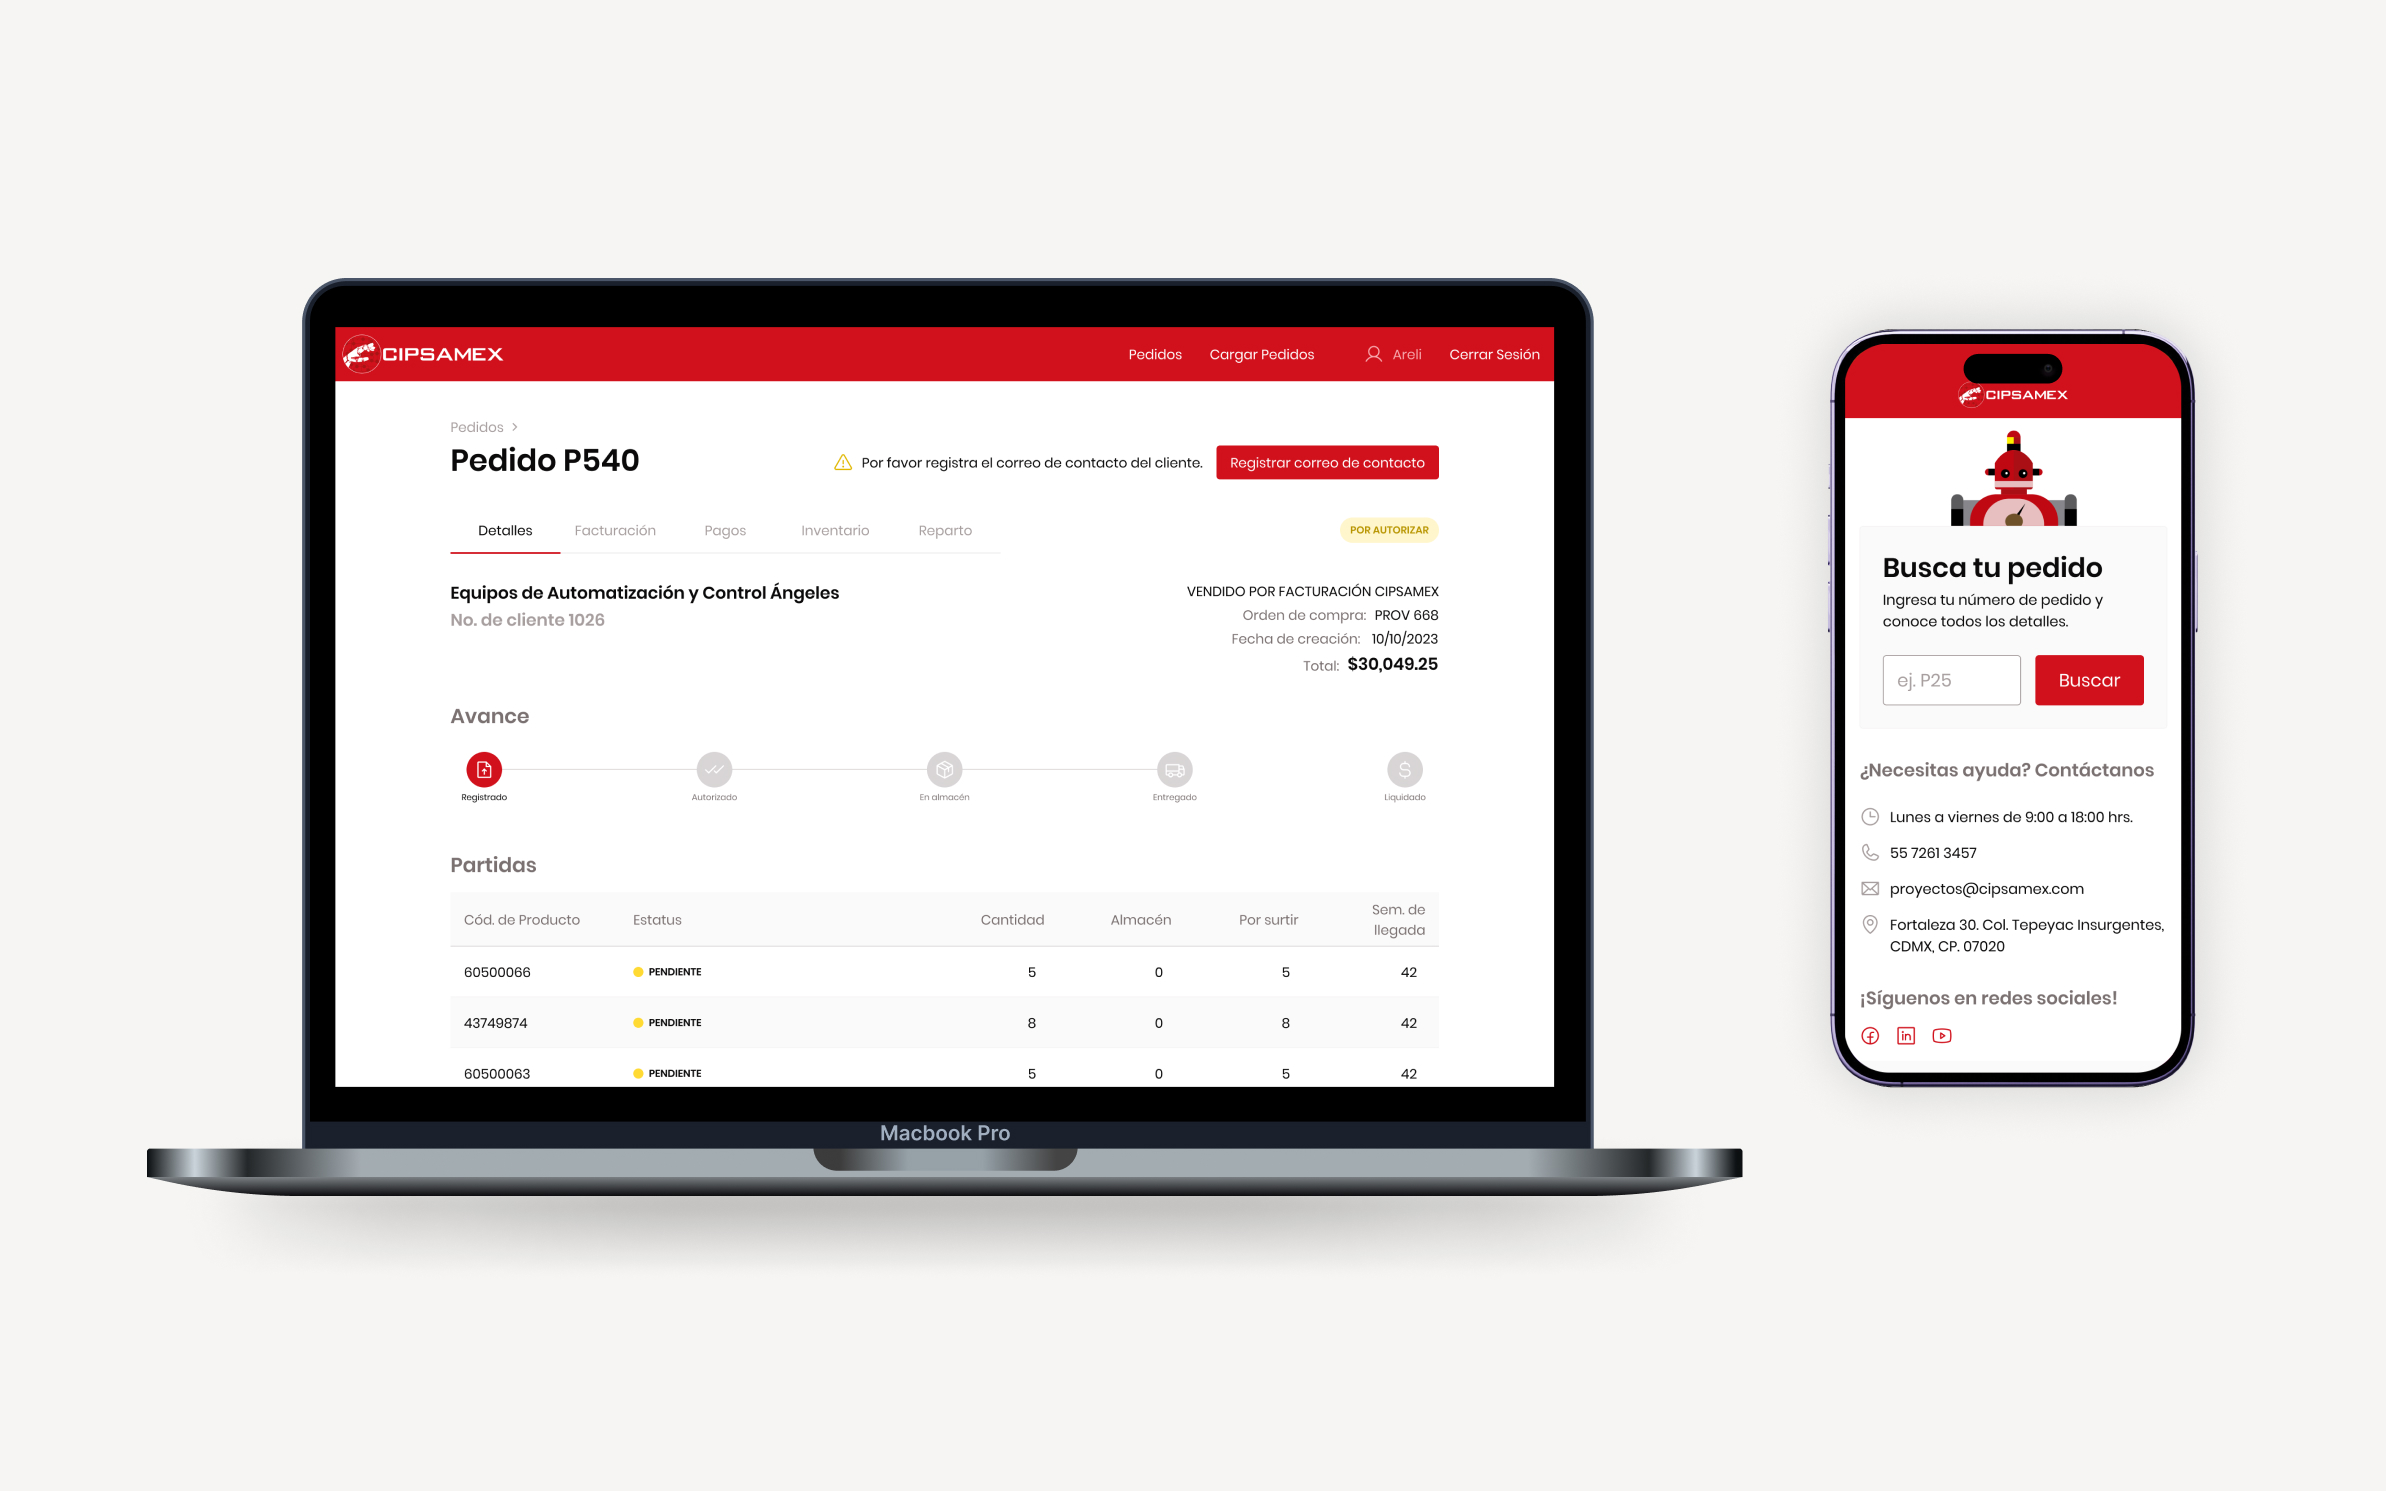 CIPSAMEX
Pedidos
Cargar Pedidos
Areli
Cerrar Sesión
Pedidos >
Pedido P540
Por favor registra el correo de contacto del cliente.
Registrar correo de contacto
Detalles
Facturación
Pagos
Inventario
Reparto
POR AUTORIZAR
Equipos de Automatización y Control Ángeles
No. de cliente 1026
VENDIDO POR FACTURACIÓN CIPSAMEX
Orden de compra: PROV 668
Fecha de creación: 10/10/2023
Total: $30,049.25
Avance
Registrado
Autorizado
En almacén
Entregado
Liquidado
Partidas
Cód. de Producto
Estatus
Cantidad
Almacén
Por surtir
Sem. de
llegada
60500066 PENDIENTE 5 0 5 42
43749874 PENDIENTE 8 0 8 42
60500063 PENDIENTE 5 0 5 42
Macbook Pro
CIPSAMEX
Busca tu pedido
Ingresa tu número de pedido y
conoce todos los detalles.
ej. P25
Buscar
¿Necesitas ayuda? Contáctanos
Lunes a viernes de 9:00 a 18:00 hrs.
55 7261 3457
proyectos@cipsamex.com
Fortaleza 30. Col. Tepeyac Insurgentes,
CDMX, CP. 07020
¡Síguenos en redes sociales!